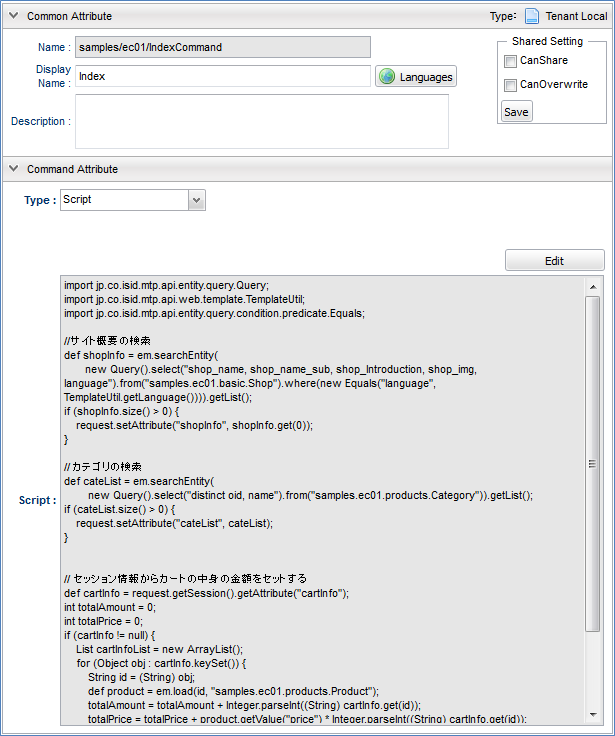 Common Attribute Type: Tenant Local
Name : samples/ec01/IndexCommand
Display Name : Index Languages
Description :
Shared Setting
CanShare
CanOverwrite
Save
Command Attribute
Type : Script
Edit
Script :
import jp.co.isid.mtp.api.entity.query.Query;
import jp.co.isid.mtp.api.web.template.TemplateUtil;
import jp.co.isid.mtp.api.entity.query.condition.predicate.Equals;
//サイト概要の検索
def shopInfo = em.searchEntity(
new Query().select("shop_name, shop_name_sub, shop_Introduction, shop_img,
language").from("samples.ec01.basic.Shop").where(new Equals("language",
TemplateUtil.getLanguage()))).getList();
if (shopInfo.size() > 0) {
request.setAttribute("shopInfo", shopInfo.get(0));
}
//カテゴリの検索
def cateList = em.searchEntity(
new Query().select("distinct oid, name").from("samples.ec01.products.Category")).getList();
if (cateList.size() > 0) {
request.setAttribute("cateList", cateList);
}
// セッション情報からカートの中身の金額をセットする
def cartInfo = request.getSession().getAttribute("cartInfo");
int totalAmount = 0;
int totalPrice = 0;
if (cartInfo != null) {
List cartInfoList = new ArrayList();
for (Object obj : cartInfo.keySet()) {
String id = (String) obj;
def product = em.load(id, "samples.ec01.products.Product");
totalAmount = totalAmount + Integer.parseInt((String) cartInfo.get(id));
totalPrice = totalPrice + product.getValue("price") * Integer.parseInt((String) cartInfo.get(id));